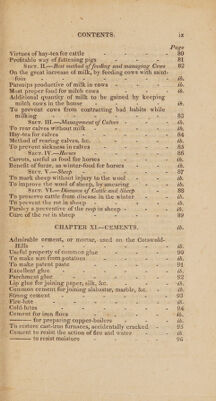 CONTENTS. ix
Page
Virtues of hay-tea for cattle - 80
Profitable way of fattening pigs - 81
SECT. II.—Best method of feeding and managing Cows 82
On the great increase of milk, by feeding cows with saint-
foin - ib.
Parsnips productive of milk in cows - ib.
Most proper food for milch cows - ib.
Additional quantity of milk to be gained by keeping
milch cows in the house - ib.
To prevent cows from contracting bad habits while
milking - 83
SECT. III.—Management of Calves - ib.
To rear calves without milk - ib.
Hay-tea for calves - 84
Method of rearing calves, &c. - ib.
To prevent sickness in calves - 85
SECT. IV.—Horses - ib.
Carrots, useful as food for horses - ib.
Benefit of furze, as winter-food for horses - ib.
SECT. V.—Sheep - 87
To mark sheep without injury to the wool - ib.
To improve the wool of sheep, by smearing - ib.
SECT. VI.—Diseases of Cattle and Sheep - 88
To preserve cattle from disease in the winter - ib.
To prevent the rot in sheep - ib.
Parsley a preventive of the rot in sheep - ib.
Cure of the rot in sheep - 89
CHAPTER XI.—CEMENTS. ib.
Admirable cement, or mortar, used on the Cotswold-
Hills - ib.
Useful property of common glue - 90
To make size from potatoes - ib.
To make patent paste - 91
Excellent glue - ib.
Parchment glue - 92
Lip glue for joining paper, silk, &c. - ib.
Common cement for joining alabaster, marble, &c. - ib.
Strong cement - 93
Fire-lute - ib.
Cold lutes - 94
Cement for iron flues - ib.
——— for preparing copper-boilers - ib.
To restore cast-iron furnaces, accidentally cracked - 95
Cement to resist the action of fire and water - ib.
——— to resist moisture - 96